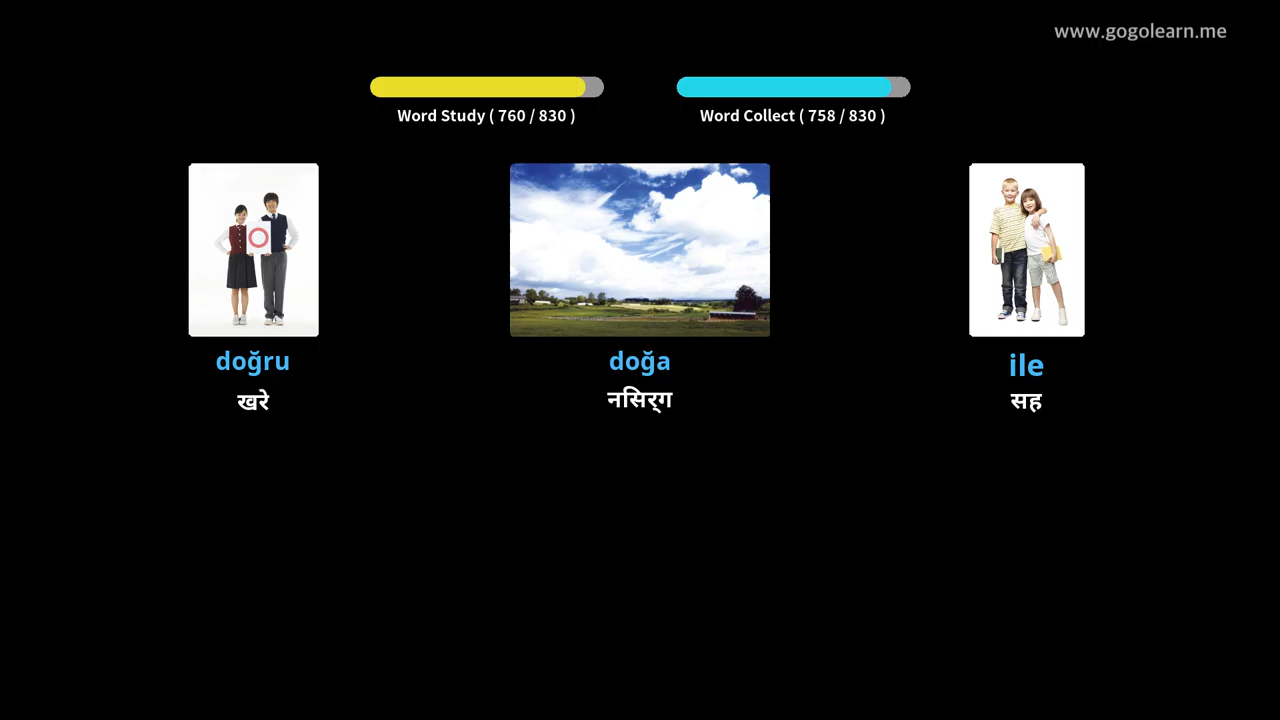 www.gogolearn.me
Word Study ( 760 / 830 )
Word Collect ( 758 / 830 )
doğru
doğa
ile
खरे
नसिर्ग
सह